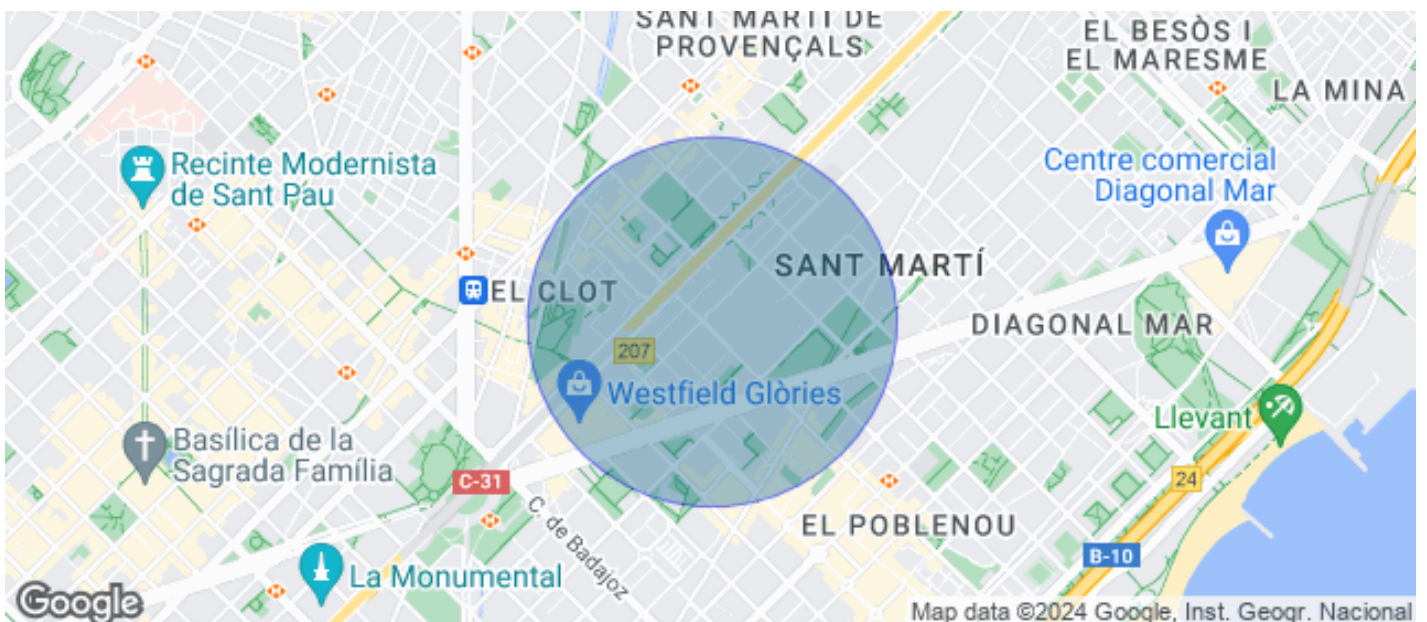 SANT MARTÍ DE
PROVENÇALS
EL BESÒS I
EL MARESME
LA MINA
Recinte Modernista
de Sant Pau
Centre comercial
Diagonal Mar
SANT MARTÍ
EL CLOT
DIAGONAL MAR
207
Westfield Glòries
Llevant
Basílica de la
Sagrada Família
C-31
24
C. de Badajoz
EL POBLENOU
B-10
La Monumental
Google
Map data ©2024 Google, Inst. Geogr. Nacional